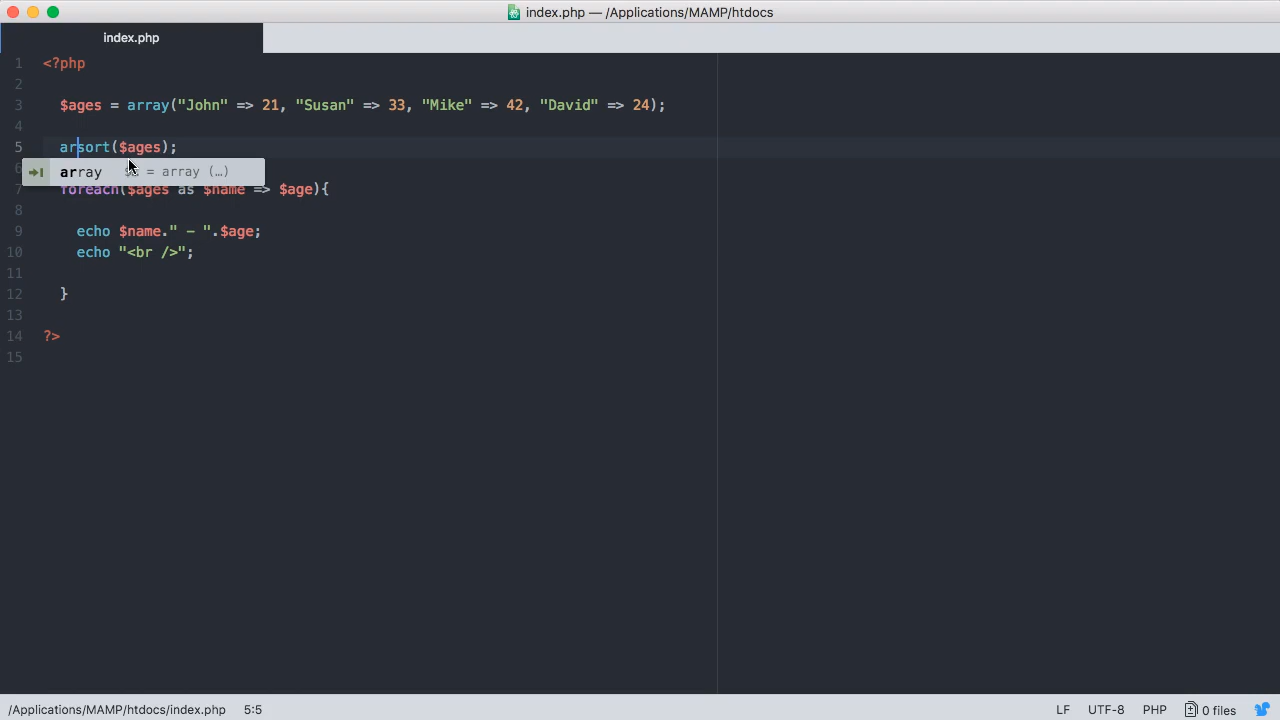 index.php — /Applications/MAMP/htdocs
index.php
1 <?php
2
3 $ages = array("John" => 21, "Susan" => 33, "Mike" => 42, "David" => 24);
4
5 arsort($ages);
array = array (…)
7 foreach($ages as $name => $age){
8
9 echo $name." - ".$age;
10 echo "<br />";
11
12 }
13
14 ?>
15
/Applications/MAMP/htdocs/index.php 5:5 LF UTF-8 PHP 0 files